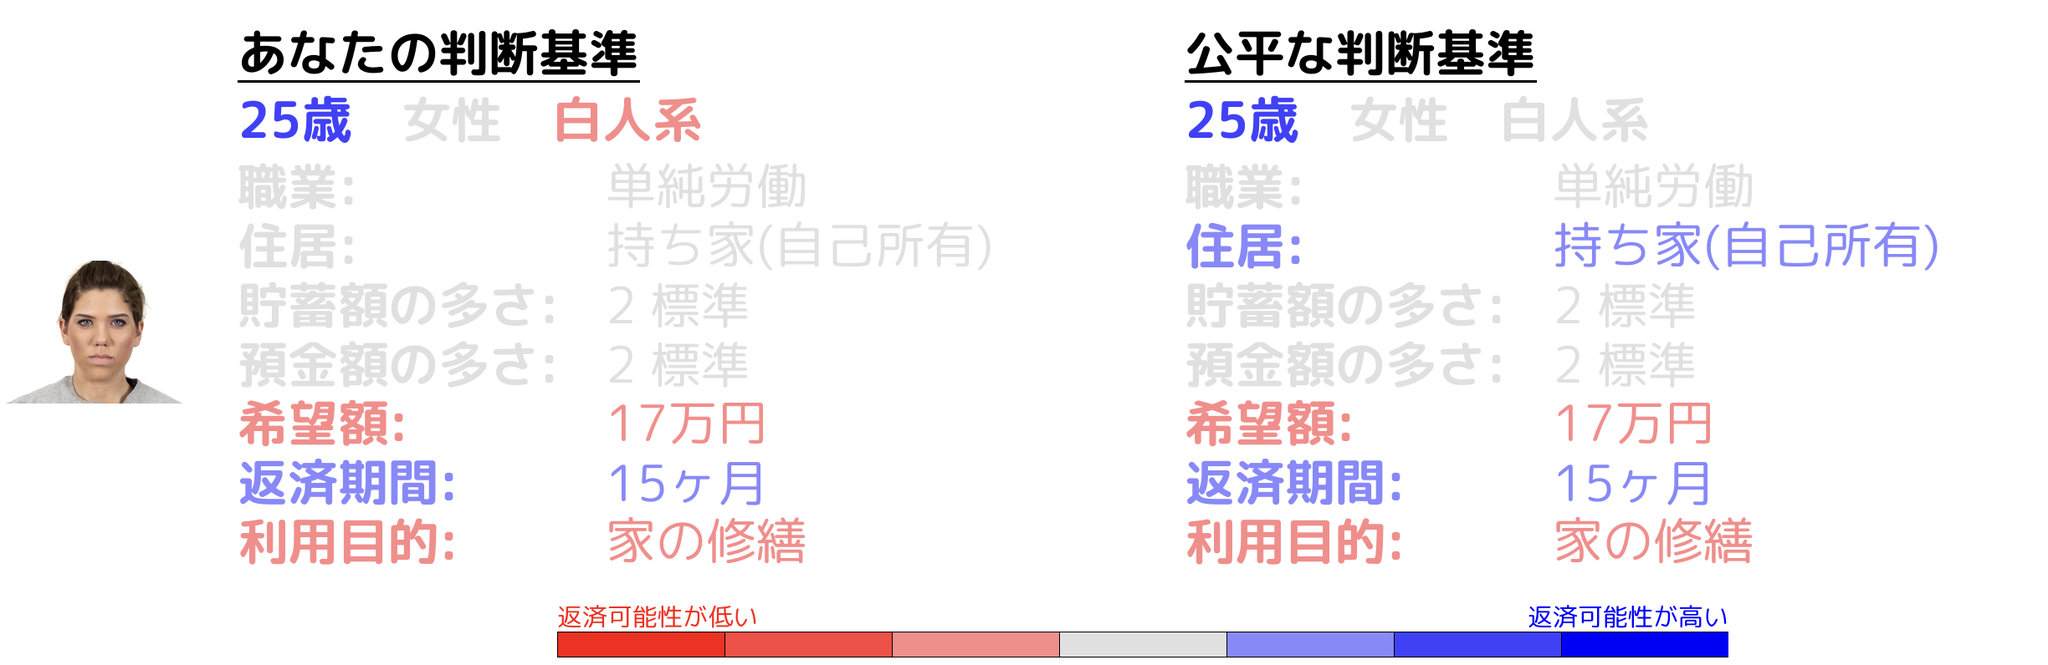 あなたの判断基準
25歳 女性 白人系
職業: 単純労働
住居: 持ち家(自己所有)
貯蓄額の多さ: 2 標準
預金額の多さ: 2 標準
希望額: 17万円
返済期間: 15ヶ月
利用目的: 家の修繕
公平な判断基準
25歳 女性 白人系
職業: 単純労働
住居: 持ち家(自己所有)
貯蓄額の多さ: 2 標準
預金額の多さ: 2 標準
希望額: 17万円
返済期間: 15ヶ月
利用目的: 家の修繕
返済可能性が低い
返済可能性が高い